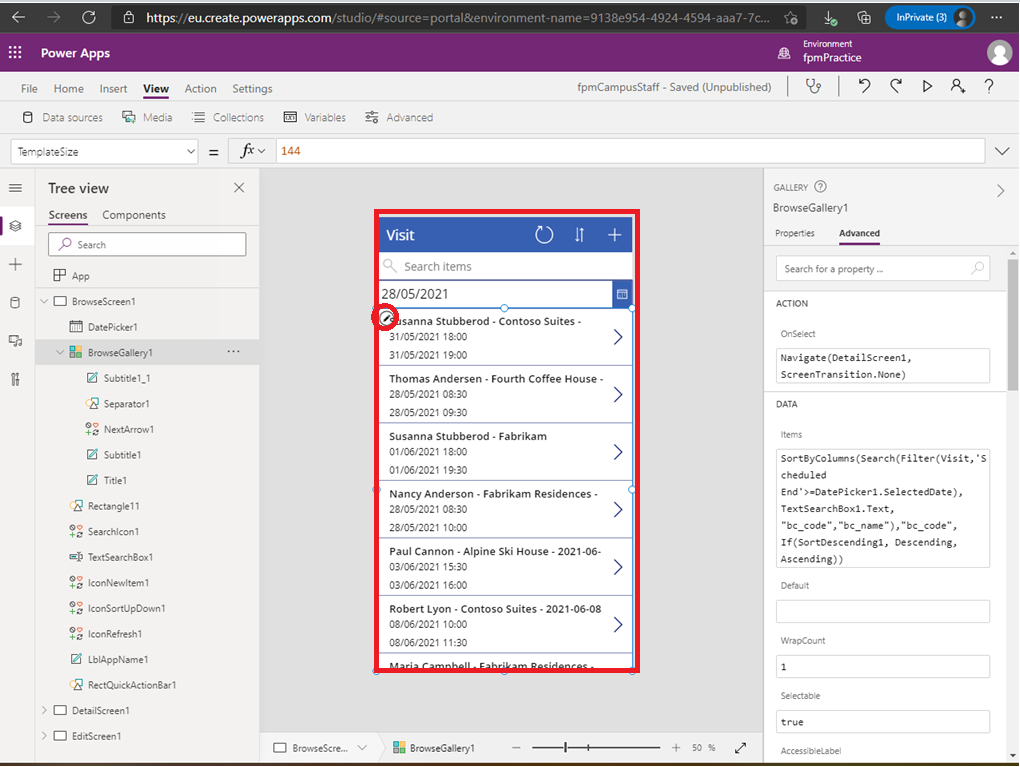 https://eu.create.powerapps.com/studio/#source=portal&environment-name=9138e954-4924-4594-aaa7-7c...
InPrivate (3)
Power Apps
Environment
fpmPractice
File Home Insert View Action Settings
fpmCampusStaff - Saved (Unpublished)
Data sources Media Collections Variables Advanced
TemplateSize
= fx 144
Tree view
Screens Components
Search
App
BrowseScreen1
DatePicker1
BrowseGallery1
Subtitle1_1
Separator1
NextArrow1
Subtitle1
Title1
Rectangle11
SearchIcon1
TextSearchBox1
IconNewItem1
IconSortUpDown1
IconRefresh1
LblAppName1
RectQuickActionBar1
DetailScreen1
EditScreen1
Visit
Search items
28/05/2021
Susanna Stubberod - Contoso Suites -
31/05/2021 18:00
31/05/2021 19:00
Thomas Andersen - Fourth Coffee House -
28/05/2021 08:30
28/05/2021 09:30
Susanna Stubberod - Fabrikam
01/06/2021 18:00
01/06/2021 19:30
Nancy Anderson - Fabrikam Residences -
28/05/2021 08:30
28/05/2021 10:00
Paul Cannon - Alpine Ski House - 2021-06-
03/06/2021 15:30
03/06/2021 16:00
Robert Lyon - Contoso Suites - 2021-06-08
08/06/2021 10:00
08/06/2021 11:30
Maria Campbell - Fabrikam Residences -
BrowseScre... BrowseGallery1
50 %
GALLERY
BrowseGallery1
Properties Advanced
Search for a property ...
ACTION
OnSelect
Navigate(DetailScreen1,
ScreenTransition.None)
DATA
Items
SortByColumns(Search(Filter(Visit,'S
cheduled
End'>=DatePicker1.SelectedDate),
TextSearchBox1.Text,
"bc_code","bc_name"),"bc_code",
If(SortDescending1, Descending,
Ascending))
Default
WrapCount
1
Selectable
true
AccessibleLabel